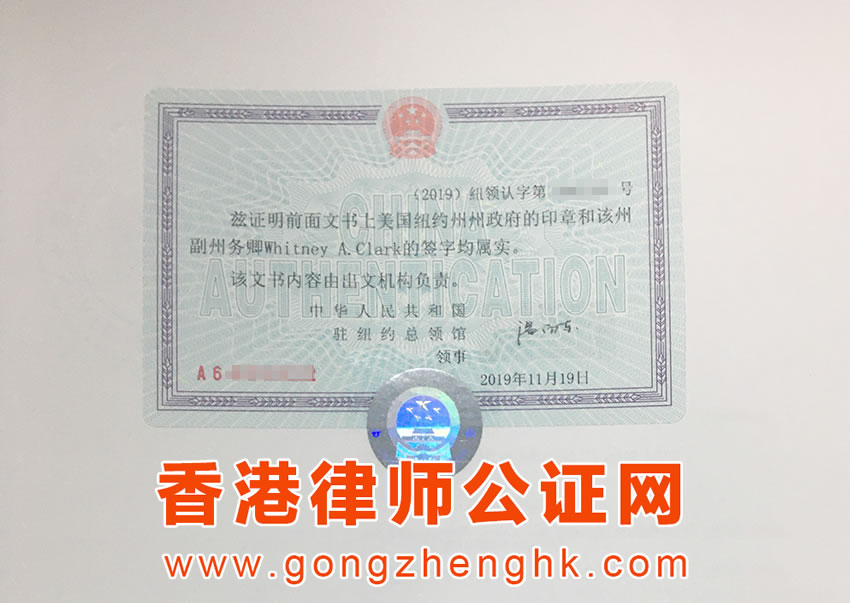 CHINA
AUTHENTICATION
(2019) 纽领认字第 号
兹证明前面文书上美国纽约州州政府的印章和该州
副州务卿Whitney A.Clark的签字均属实。
该文书内容由出文机构负责。
中华人民共和国
驻纽约总领馆
领事
A6
2019年11月19日
香港律师公证网
www.gongzhenghk.com